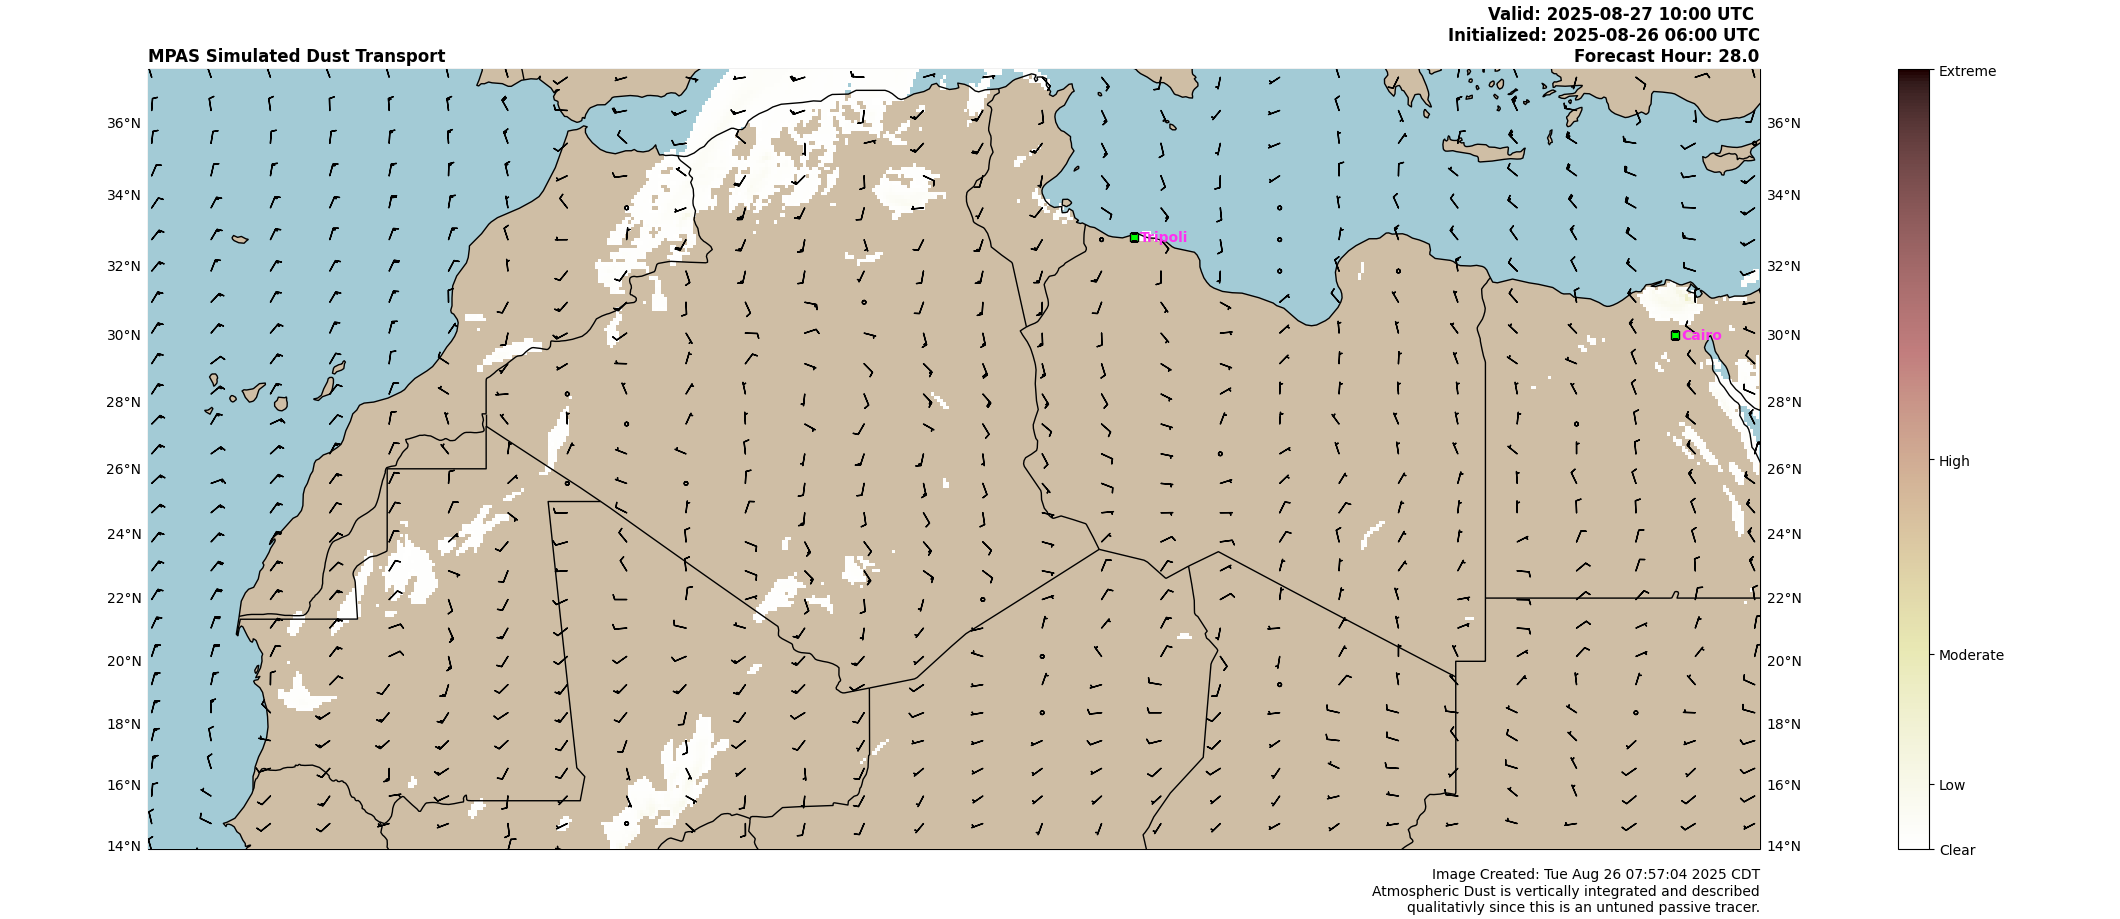 Valid: 2025-08-27 10:00 UTC
Initialized: 2025-08-26 06:00 UTC
MPAS Simulated Dust Transport
Forecast Hour: 28.0
Extreme
36°N
36°N
34°N
34°N
Tripoli
32°N
32°N
30°N
Cairo
30°N
28°N
28°N
High
26°N
26°N
24°N
24°N
22°N
22°N
Moderate
20°N
20°N
18°N
18°N
16°N
16°N
Low
14°N
14°N
Clear
Image Created: Tue Aug 26 07:57:04 2025 CDT
Atmospheric Dust is vertically integrated and described
qualitativly since this is an untuned passive tracer.